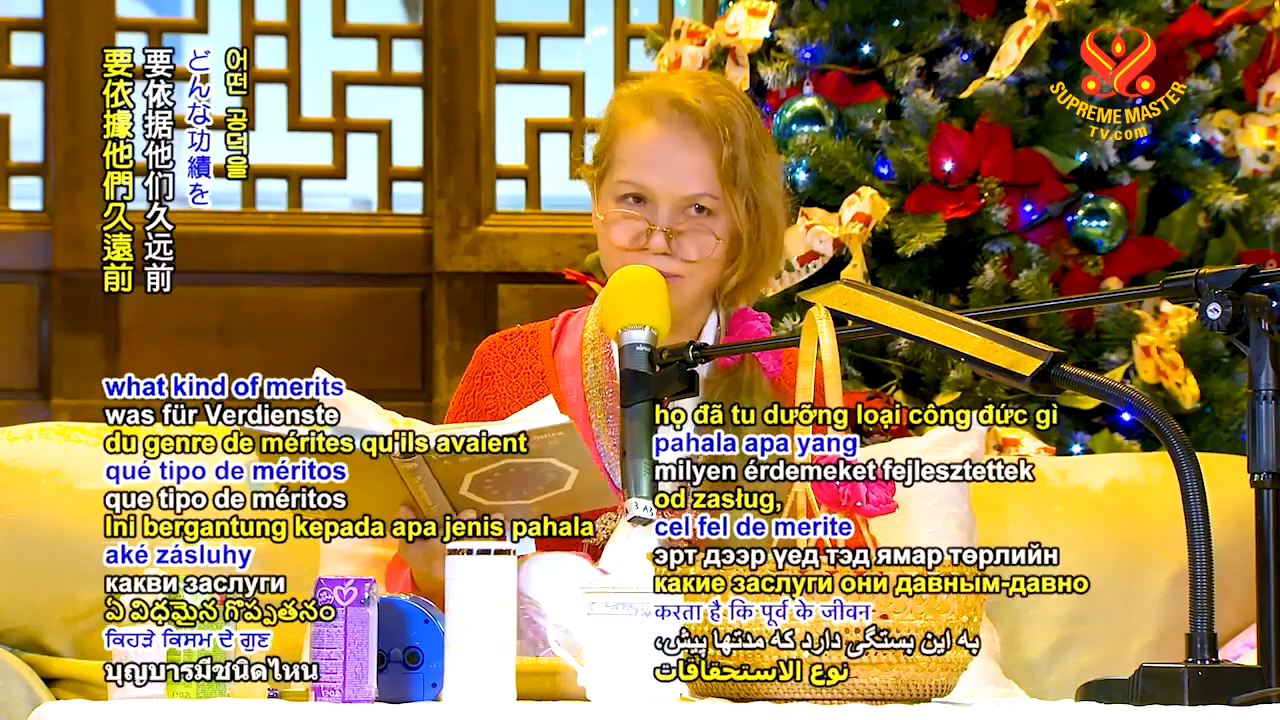 어떤 공덕을
どんな功績を
要依据他们久远前
要依據他們久遠前
SUPREME MASTER
TV.com
what kind of merits
was für Verdienste
du genre de mérites qu'ils avaient
qué tipo de méritos
que tipo de méritos
Ini bergantung kepada apa jenis pahala
aké zásluhy
какви заслуги
ఏ విధమైన గొప్పతనం
ਕਿਹੜੇ ਕਿਸਮ ਦੇ ਗੁਣ
บุญบารมีชนิดไหน
họ đã tu dưỡng loại công đức gì
pahala apa yang
milyen érdemeket fejlesztettek
od zasług,
cel fel de merite
эрт дээр үед тэд ямар төрлийн
какие заслуги они давным-давно
करता है कि पूर्व के जीवन
به این بستگی دارد که مدتها پیش،
نوع الاستحقاقات